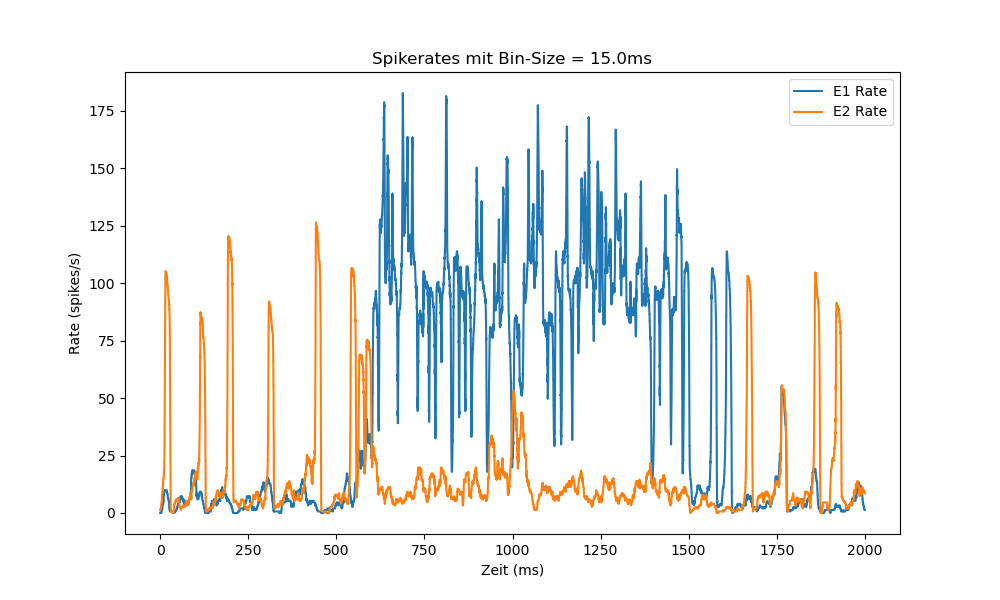 Spikerates mit Bin-Size = 15.0ms
E1 Rate
E2 Rate
Rate (spikes/s)
175
150
125
100
75
50
25
0
0 250 500 750 1000 1250 1500 1750 2000
Zeit (ms)